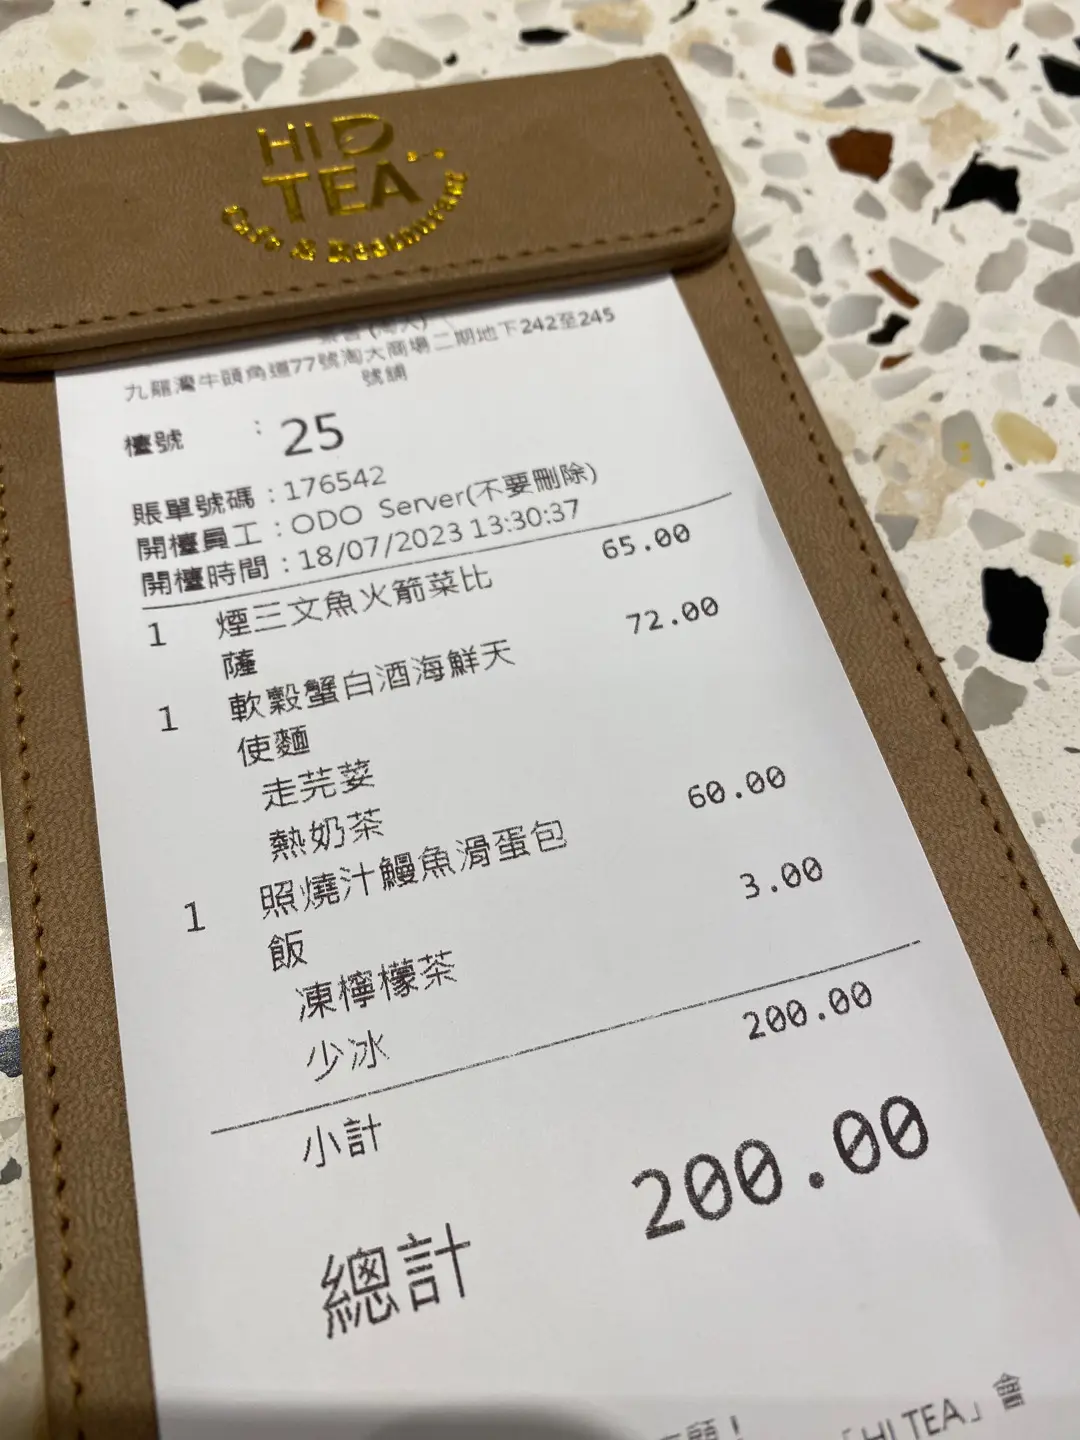 HI
TEA
Cafe & Restaurant
九龍灣牛頭角道77號淘大商場二期地下242至245
號舖
檯號 : 25
賬單號碼 : 176542
開檯員工 : ODO Server(不要刪除)
開檯時間 : 18/07/2023 13:30:37
1 煙三文魚火箭菜比 65.00
薩
1 軟穀蟹白酒海鮮天 72.00
使麵
走芫荽
熱奶茶
1 照燒汁鰻魚滑蛋包 60.00
飯
凍檸檬茶 3.00
少冰
小計 200.00
總計 200.00
「HI TEA」會